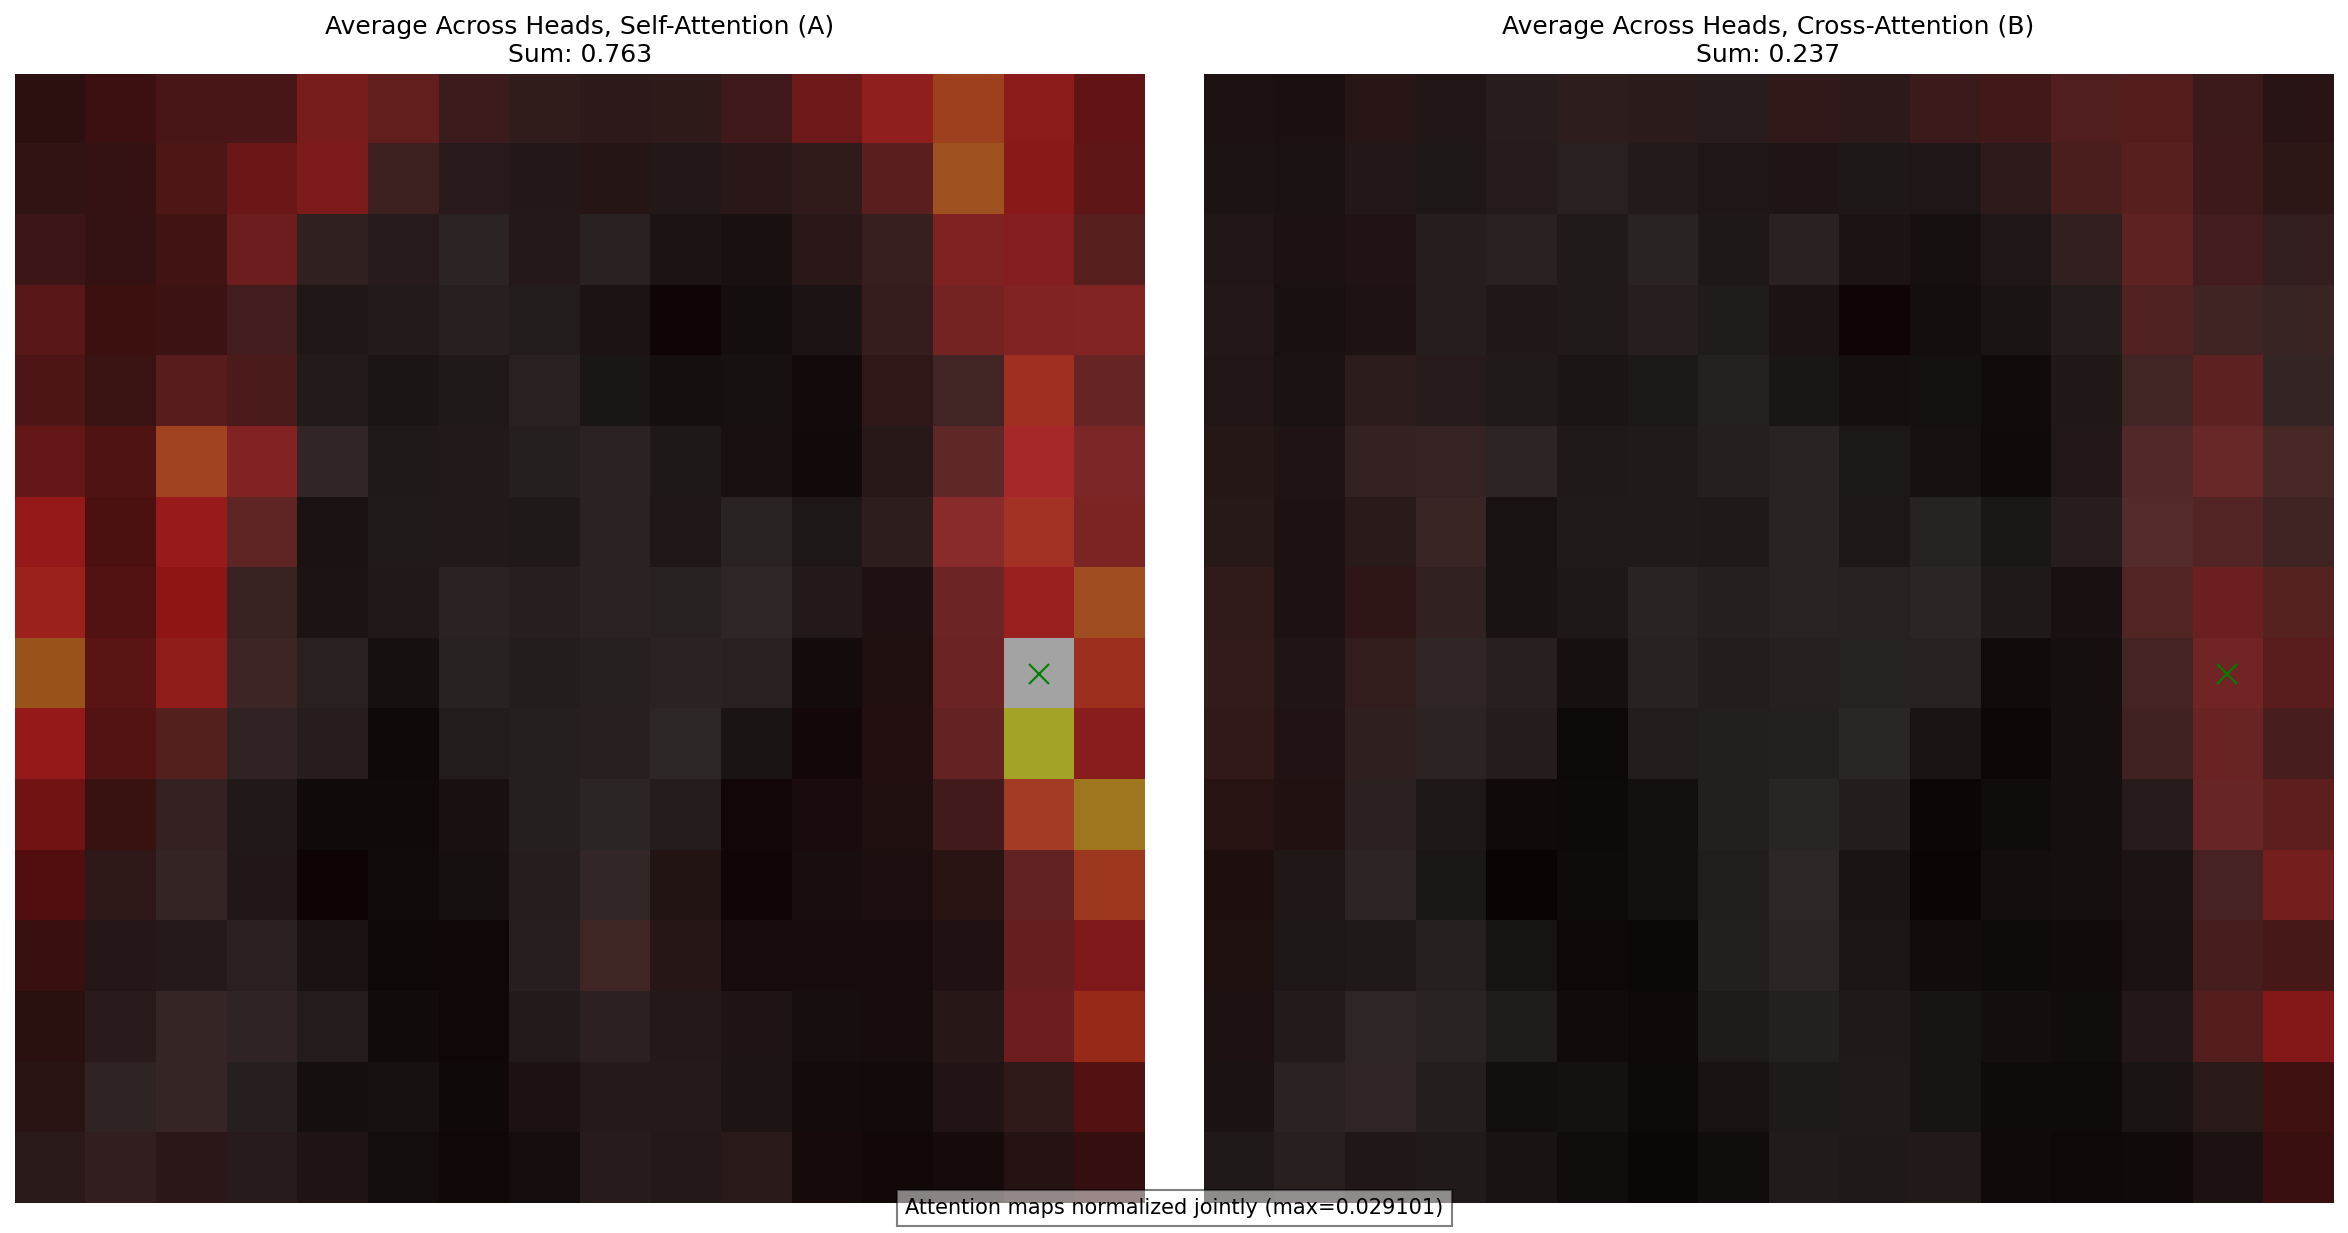 Average Across Heads, Self-Attention (A)
Sum: 0.763
Average Across Heads, Cross-Attention (B)
Sum: 0.237
Attention maps normalized jointly (max=0.029101)